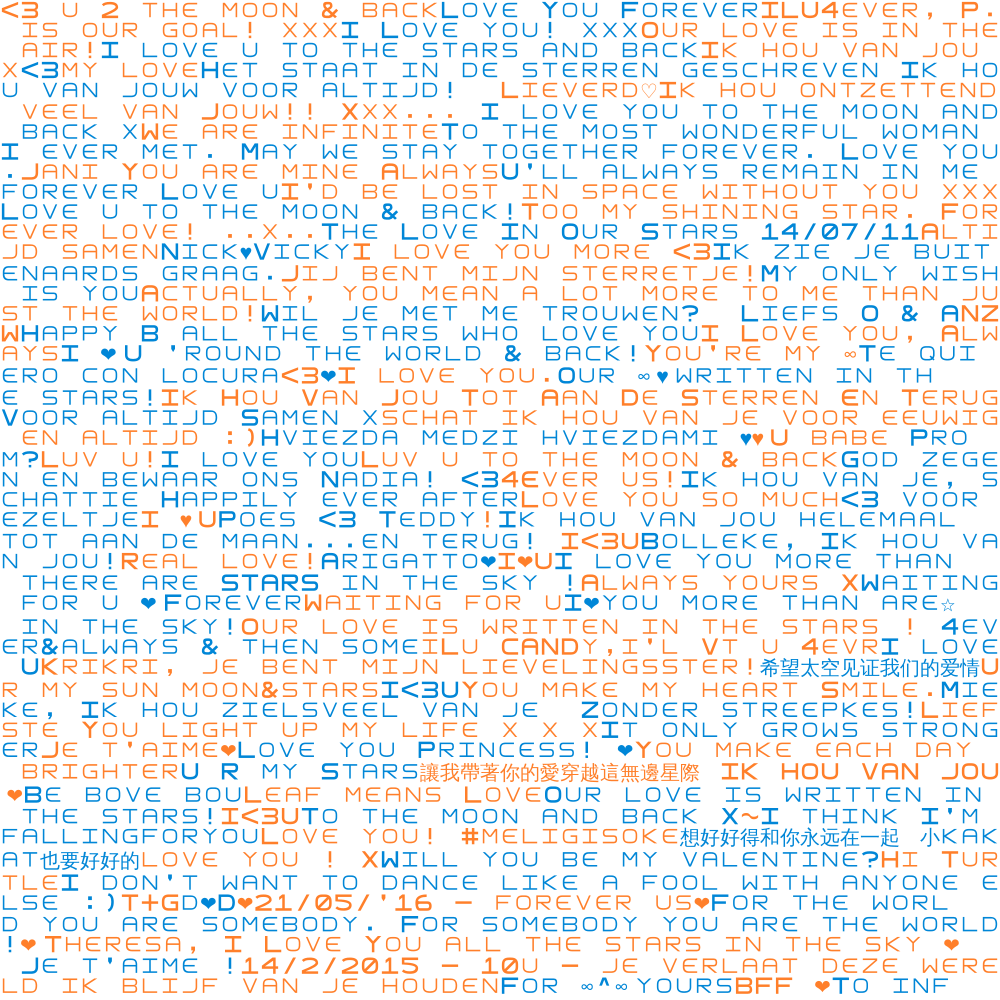 <3 U 2 THE MOON & BACKLOVE YOU FOREVERILU4EVER, P.
IS OUR GOAL! XXXI LOVE YOU! XXXOUR LOVE IS IN THE
AIR!I LOVE U TO THE STARS AND BACKIK HOU VAN JOU
X<3MY LOVEHET STAAT IN DE STERREN GESCHREVEN IK HO
U VAN JOUW VOOR ALTIJD! LIEVERD♡IK HOU ONTZETTEND
VEEL VAN JOUW!! XXX... I LOVE YOU TO THE MOON AND
BACK XWE ARE INFINITETO THE MOST WONDERFUL WOMAN
I EVER MET. MAY WE STAY TOGETHER FOREVER. LOVE YOU
.JANI YOU ARE MINE ALWAYSU'LL ALWAYS REMAIN IN ME
FOREVER LOVE UI'D BE LOST IN SPACE WITHOUT YOU XXX
LOVE U TO THE MOON & BACK!TOO MY SHINING STAR. FOR
EVER LOVE! ..X..THE LOVE IN OUR STARS 14/07/11ALTI
JD SAMENNICK♥VICKYI LOVE YOU MORE <3IK ZIE JE BUIT
ENAARDS GRAAG.JIJ BENT MIJN STERRETJE!MY ONLY WISH
IS YOUACTUALLY, YOU MEAN A LOT MORE TO ME THAN JU
ST THE WORLD!WIL JE MET ME TROUWEN? LIEFS O & ANZ
WHAPPY B ALL THE STARS WHO LOVE YOUI LOVE YOU, ALW
AYSI ❤U 'ROUND THE WORLD & BACK!YOU'RE MY ∞TE QUI
ERO CON LOCURA<3❤I LOVE YOU.OUR ∞♥WRITTEN IN TH
E STARS!IK HOU VAN JOU TOT AAN DE STERREN EN TERUG
VOOR ALTIJD SAMEN XSCHAT IK HOU VAN JE VOOR EEUWIG
EN ALTIJD :)HVIEZDA MEDZI HVIEZDAMI ♥♥U BABE PRO
M?LUV U!I LOVE YOULUV U TO THE MOON & BACKGOD ZEGE
N EN BEWAAR ONS NADIA! <34EVER US!IK HOU VAN JE, S
CHATTIE HAPPILY EVER AFTERLOVE YOU SO MUCH<3 VOOR
EZELTJEI ♥UPOES <3 TEDDY!IK HOU VAN JOU HELEMAAL
TOT AAN DE MAAN...EN TERUG! I<3UBOLLEKE, IK HOU VA
N JOU!REAL LOVE!ARIGATTO❤I❤UI LOVE YOU MORE THAN
THERE ARE STARS IN THE SKY !ALWAYS YOURS XWAITING
FOR U ❤FOREVERWAITING FOR UI❤YOU MORE THAN ARE☆
IN THE SKY!OUR LOVE IS WRITTEN IN THE STARS ! 4EV
ER&ALWAYS & THEN SOMEILU CANDY,I'L VT U 4EVRI LOVE
UKRIKRI, JE BENT MIJN LIEVELINGSSTER!希望太空见证我们的爱情U
R MY SUN MOON&STARSI<3UYOU MAKE MY HEART SMILE.MIE
KE, IK HOU ZIELSVEEL VAN JE ZONDER STREEPKES!LIEF
STE YOU LIGHT UP MY LIFE X X XIT ONLY GROWS STRONG
ERJE T'AIME❤LOVE YOU PRINCESS! ❤YOU MAKE EACH DAY
BRIGHTERU R MY STARS讓我帶著你的愛穿越這無邊星際 IK HOU VAN JOU
❤BE BOVE BOULEAF MEANS LOVEOUR LOVE IS WRITTEN IN
THE STARS!I<3UTO THE MOON AND BACK X~I THINK I'M
FALLINGFORYOULOVE YOU! #MELIGISOKE想好好得和你永远在一起 小KAK
AT也要好好的LOVE YOU ! XWILL YOU BE MY VALENTINE?HI TUR
TLEI DON'T WANT TO DANCE LIKE A FOOL WITH ANYONE E
LSE :)T+GD❤D❤21/05/'16 - FOREVER US❤FOR THE WORL
D YOU ARE SOMEBODY. FOR SOMEBODY YOU ARE THE WORLD
!❤THERESA, I LOVE YOU ALL THE STARS IN THE SKY ❤
JE T'AIME !14/2/2015 - 10U - JE VERLAAT DEZE WERE
LD IK BLIJF VAN JE HOUDENFOR ∞^∞YOURSBFF ❤TO INF